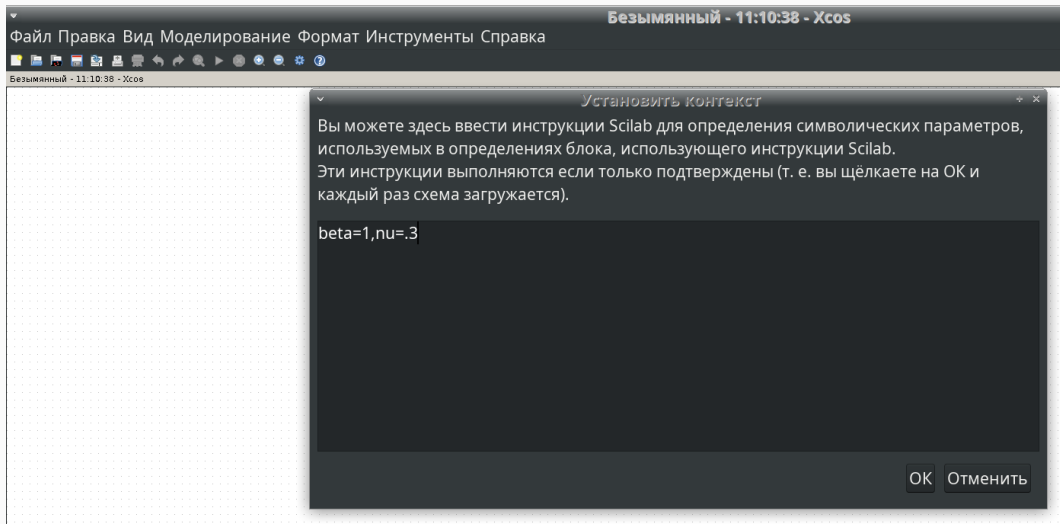 Безымянный - 11:10:38 - Xcos
Файл Правка Вид Моделирование Формат Инструменты Справка
Безымянный - 11:10:38 - Xcos
Установить контекст
Вы можете здесь ввести инструкции Scilab для определения символических параметров,
используемых в определениях блока, использующего инструкции Scilab.
Эти инструкции выполняются если только подтверждены (т. е. вы щёлкаете на ОК и
каждый раз схема загружается).
beta=1,nu=.3
ОК Отменить